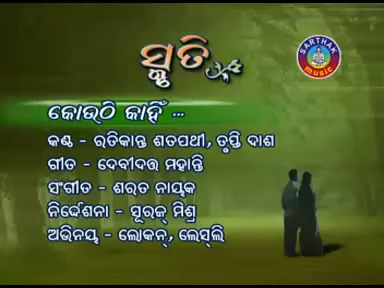 ସ୍ମୃତି
SARTHAK
music
କୋଉଠି କାହିଁ ...
କଣ୍ଠ - ରତିକାନ୍ତ ଶତପଥୀ, ତୃପ୍ତି ଦାଶ
ଗୀତ - ଦେବୀଦତ୍ତ ମହାନ୍ତି
ସଂଗୀତ - ଶରତ ନାୟକ
ନିର୍ଦ୍ଦେଶନା - ସୂରଜ୍ ମିଶ୍ର
ଅଭିନୟ - ଲୋକନ୍, ଲେସ୍‌ଲି